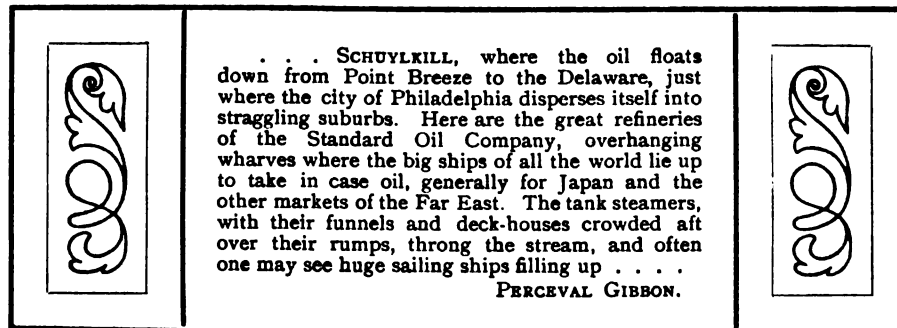 . . . SCHUYLKILL, where the oil floats
down from Point Breeze to the Delaware, just
where the city of Philadelphia disperses itself into
straggling suburbs. Here are the great refineries
of the Standard Oil Company, overhanging
wharves where the big ships of all the world lie up
to take in case oil, generally for Japan and the
other markets of the Far East. The tank steamers,
with their funnels and deck-houses crowded aft
over their rumps, throng the stream, and often
one may see huge sailing ships filling up . . . .
PERCEVAL GIBBON.